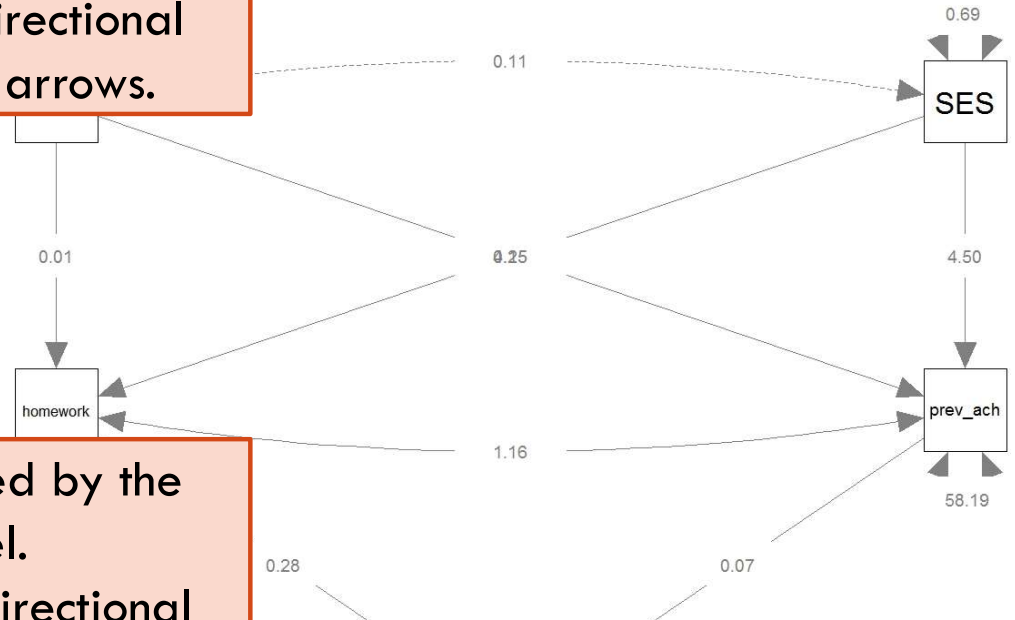 irectional
arrows.
0.69
0.11
SES
0.01
4.50
homework
prev_ach
1.16
58.19
ed by the
el.
0.28
0.07
irectional